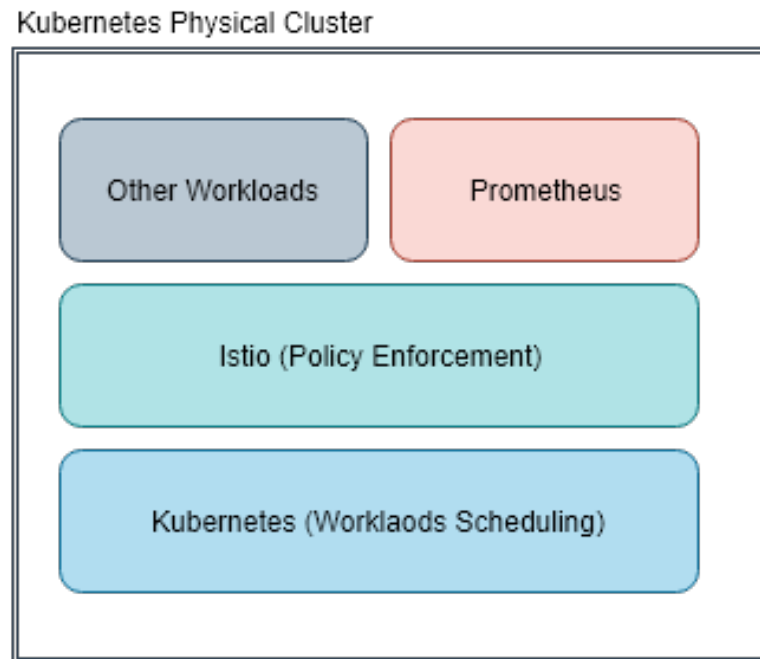 Kubernetes Physical Cluster
Other Workloads
Prometheus
Istio (Policy Enforcement)
Kubernetes (Worklaods Scheduling)